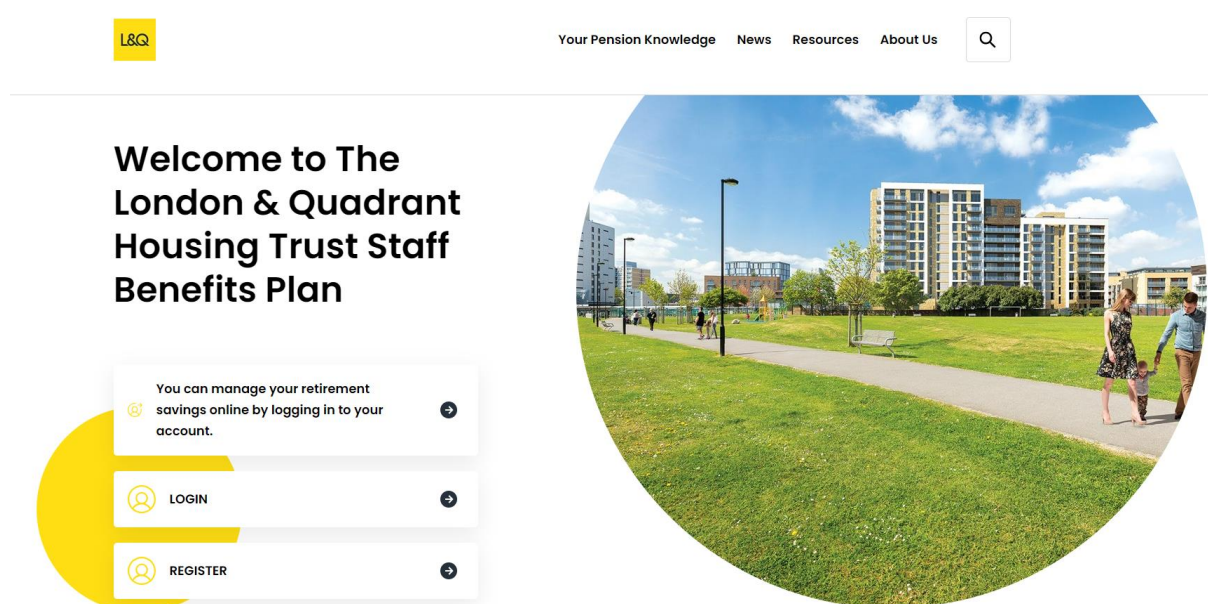 L&Q
Your Pension Knowledge News Resources About Us
Welcome to The
London & Quadrant
Housing Trust Staff
Benefits Plan
You can manage your retirement
savings online by logging in to your
account.
LOGIN
REGISTER